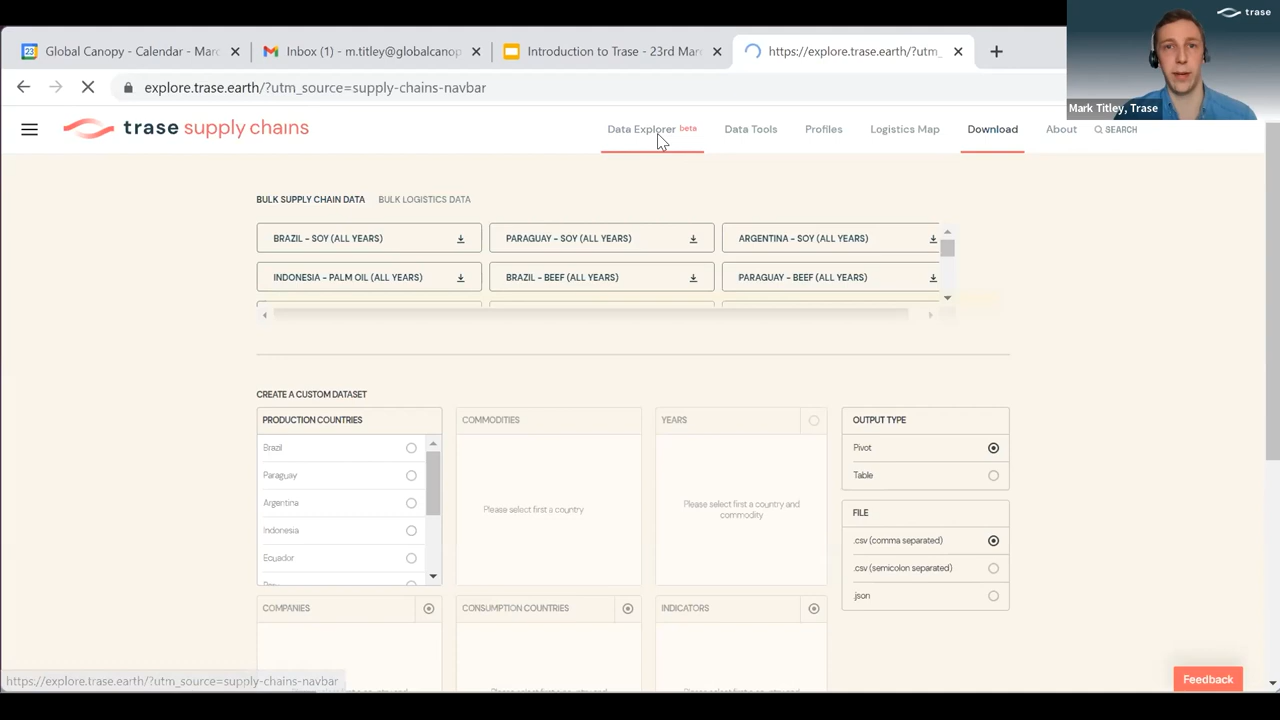 trase
Mark Titley, Trase
Global Canopy - Calendar - Marc
Inbox (1) - m.titley@globalcanop
Introduction to Trase - 23rd Marc
https://explore.trase.earth/?utm_
explore.trase.earth/?utm_source=supply-chains-navbar
trase supply chains
Data Explorer beta
Data Tools
Profiles
Logistics Map
Download
About
SEARCH
BULK SUPPLY CHAIN DATA
BULK LOGISTICS DATA
BRAZIL - SOY (ALL YEARS)
PARAGUAY - SOY (ALL YEARS)
ARGENTINA - SOY (ALL YEARS)
INDONESIA - PALM OIL (ALL YEARS)
BRAZIL - BEEF (ALL YEARS)
PARAGUAY - BEEF (ALL YEARS)
CREATE A CUSTOM DATASET
PRODUCTION COUNTRIES
Brazil
Paraguay
Argentina
Indonesia
Ecuador
COMMODITIES
Please select first a country
YEARS
Please select first a country and
commodity
OUTPUT TYPE
Pivot
Table
FILE
.csv (comma separated)
.csv (semicolon separated)
.json
COMPANIES
CONSUMPTION COUNTRIES
INDICATORS
https://explore.trase.earth/?utm_source=supply-chains-navbar
Feedback